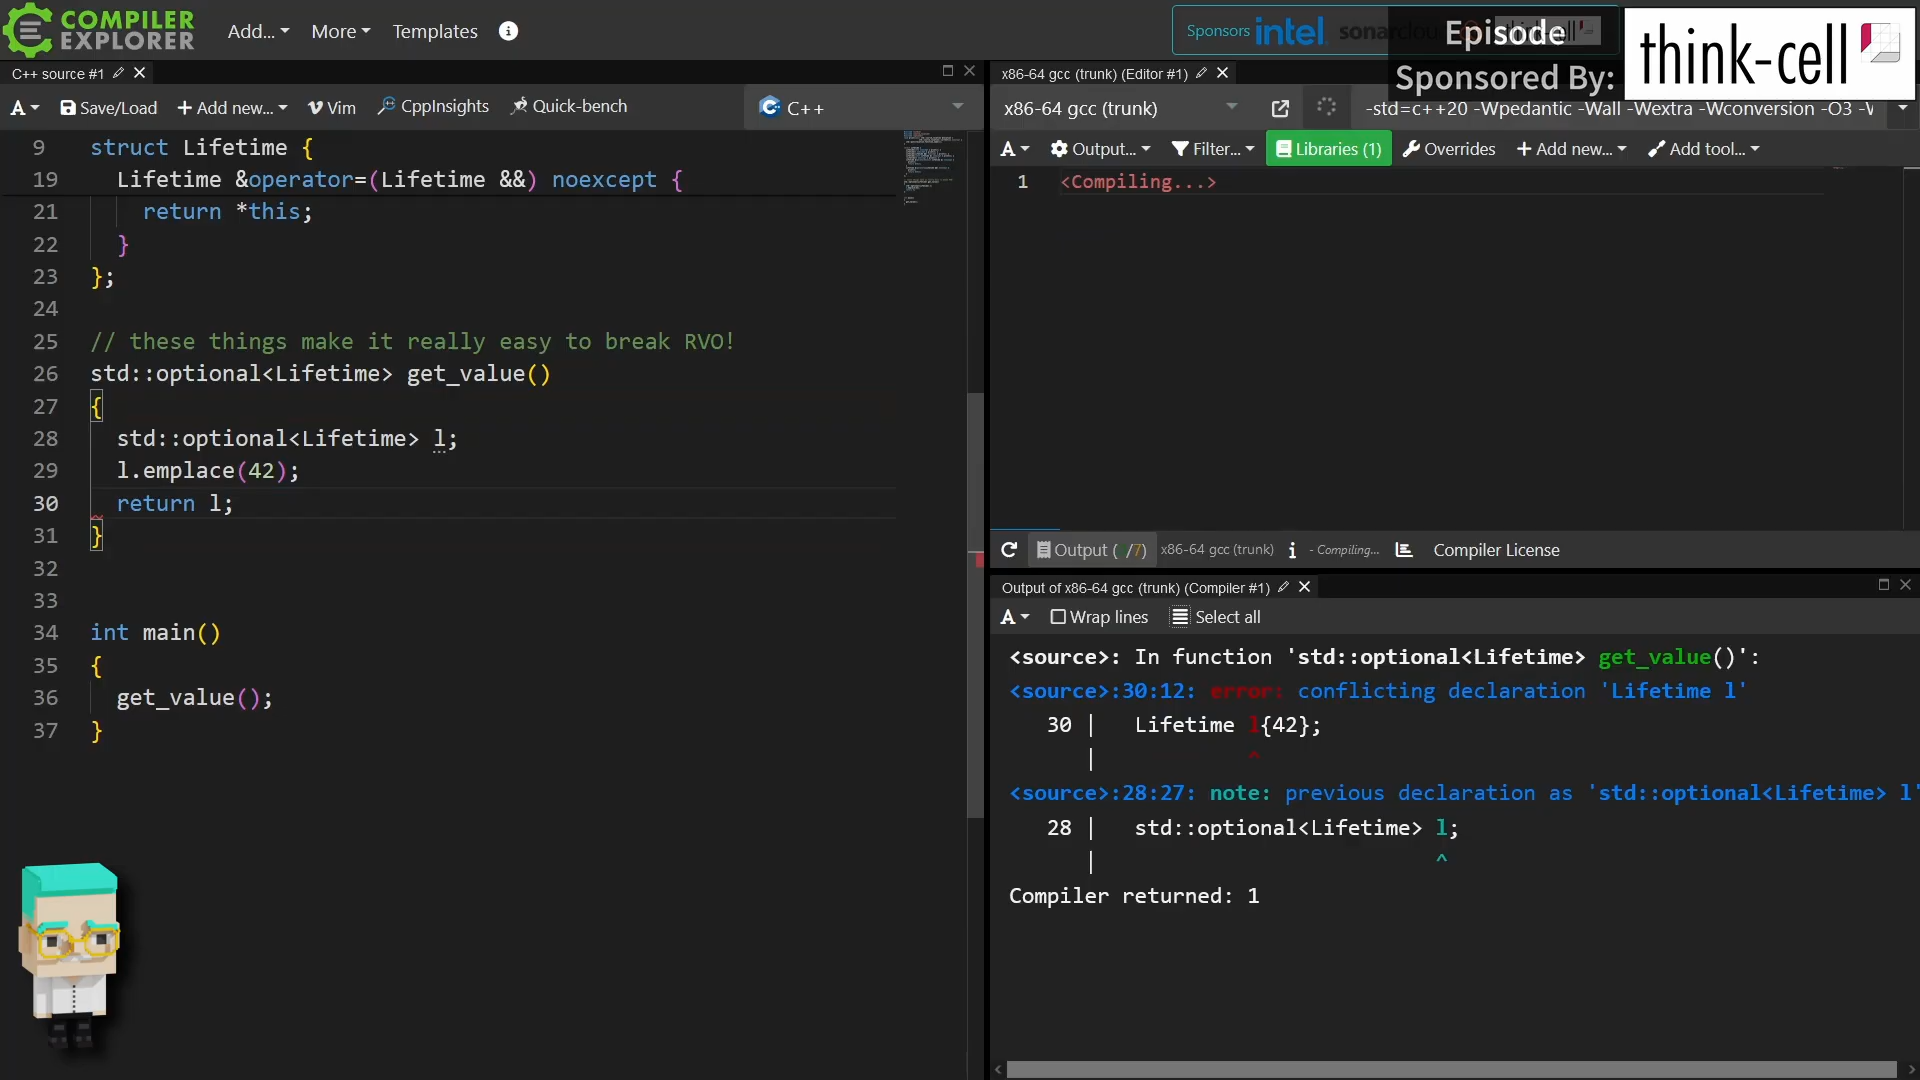 COMPILER
EXPLORER
Add...
More
Templates
Sponsors
intel
Episode
Sponsored By:
think-cell
C++ source #1
x86-64 gcc (trunk) (Editor #1)
A
Save/Load
Add new...
Vim
CppInsights
Quick-bench
C++
x86-64 gcc (trunk)
-std=c++20 -Wpedantic -Wall -Wextra -Wconversion -O3
A
Output...
Filter...
Libraries (1)
Overrides
Add new...
Add tool...
9 struct Lifetime {
19 Lifetime &operator=(Lifetime &&) noexcept {
21 return *this;
22 }
23 };
24
25 // these things make it really easy to break RVO!
26 std::optional<Lifetime> get_value()
27 {
28 std::optional<Lifetime> l;
29 l.emplace(42);
30 return l;
31 }
32
33
34 int main()
35 {
36 get_value();
37 }
1 <Compiling...>
Output ( /7)
x86-64 gcc (trunk)
- Compiling...
Compiler License
Output of x86-64 gcc (trunk) (Compiler #1)
A
Wrap lines
Select all
<source>: In function 'std::optional<Lifetime> get_value()':
<source>:30:12: error: conflicting declaration 'Lifetime l'
30 | Lifetime l{42};
| ^
<source>:28:27: note: previous declaration as 'std::optional<Lifetime> l'
28 | std::optional<Lifetime> l;
| ^
Compiler returned: 1